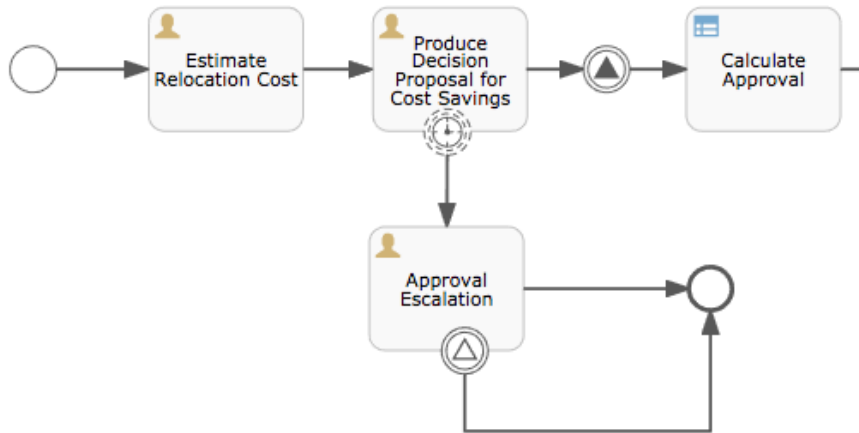 Estimate
Relocation Cost
Produce
Decision
Proposal for
Cost Savings
Calculate
Approval
Approval
Escalation